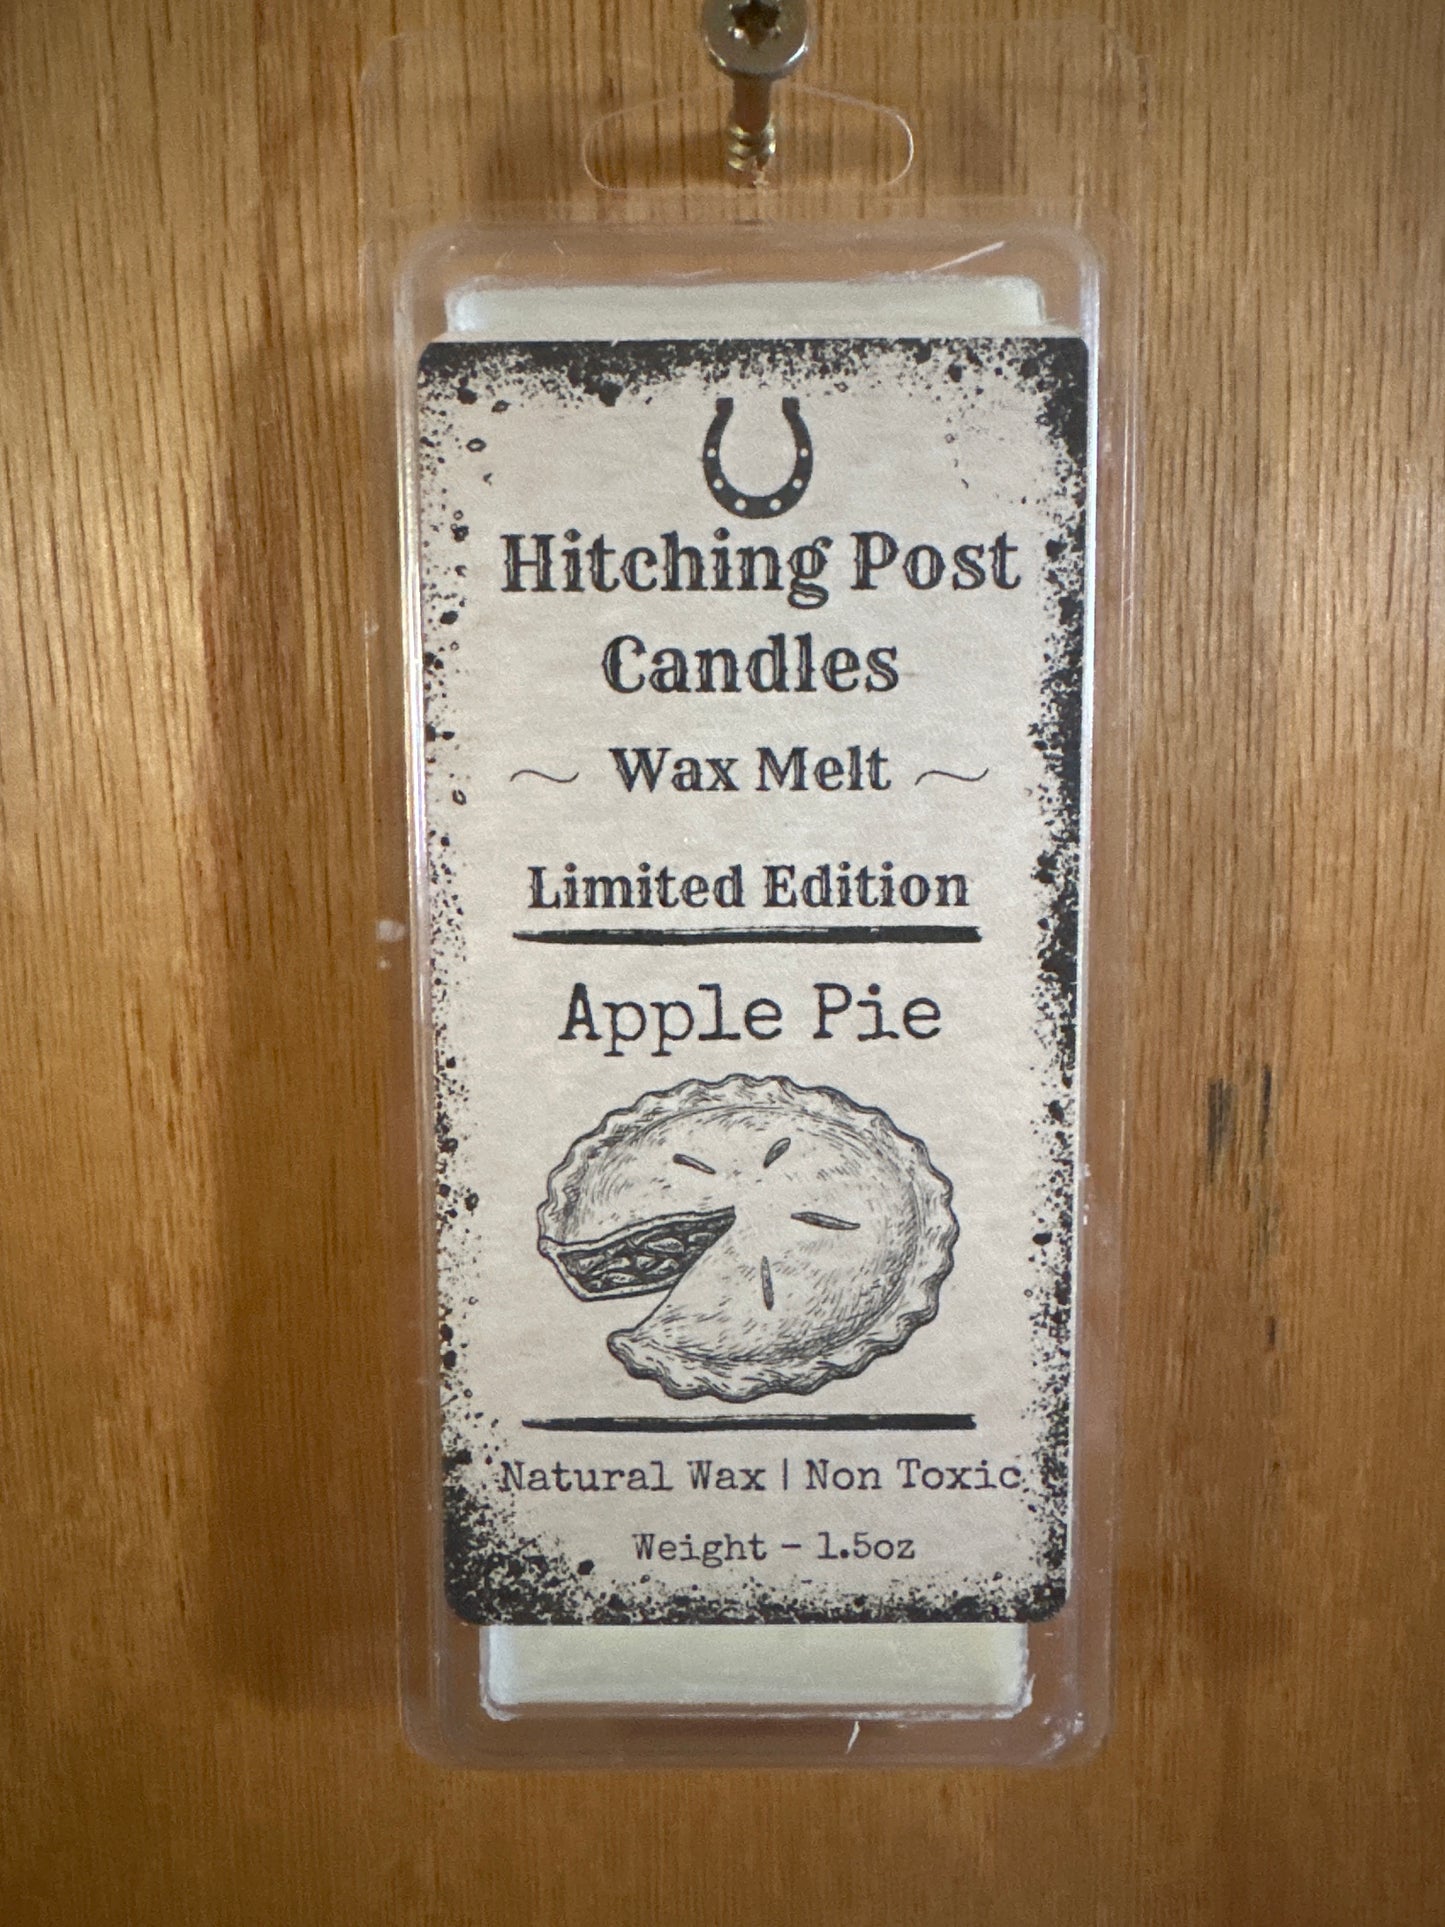 Hitching Post
Candles
~ Wax Melt ~
Limited Edition
Apple Pie
Natural Wax | Non Toxic
Weight - 1.5oz